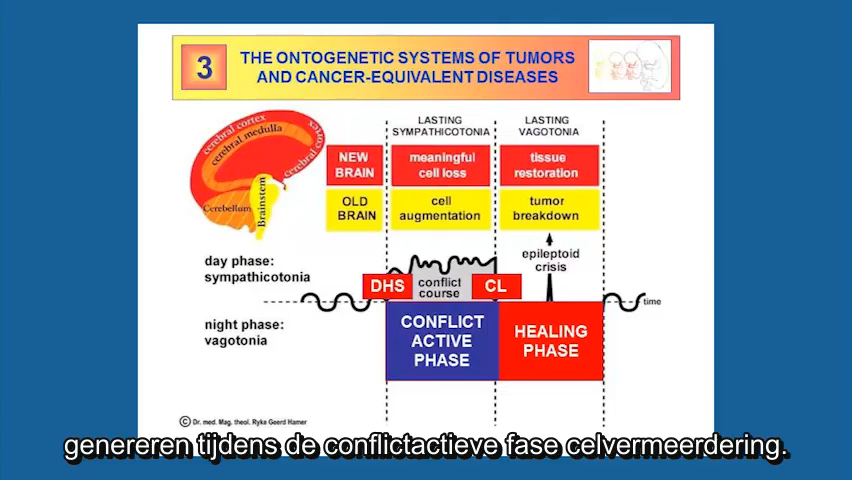 3
THE ONTOGENETIC SYSTEMS OF TUMORS
AND CANCER-EQUIVALENT DISEASES
LASTING
SYMPATHICOTONIA
LASTING
VAGOTONIA
cerebral cortex
cerebral medulla
cerebral cortex
Cerebellum
Brainstem
NEW
BRAIN
meaningful
cell loss
tissue
restoration
OLD
BRAIN
cell
augmentation
tumor
breakdown
day phase:
sympathicotonia
epileptoid
crisis
DHS
conflict
course
CL
time
night phase:
vagotonia
CONFLICT
ACTIVE
PHASE
HEALING
PHASE
© Dr. med. Mag. theol. Ryke Geerd Hamer
genereren tijdens de conflictactieve fase celvermeerdering.